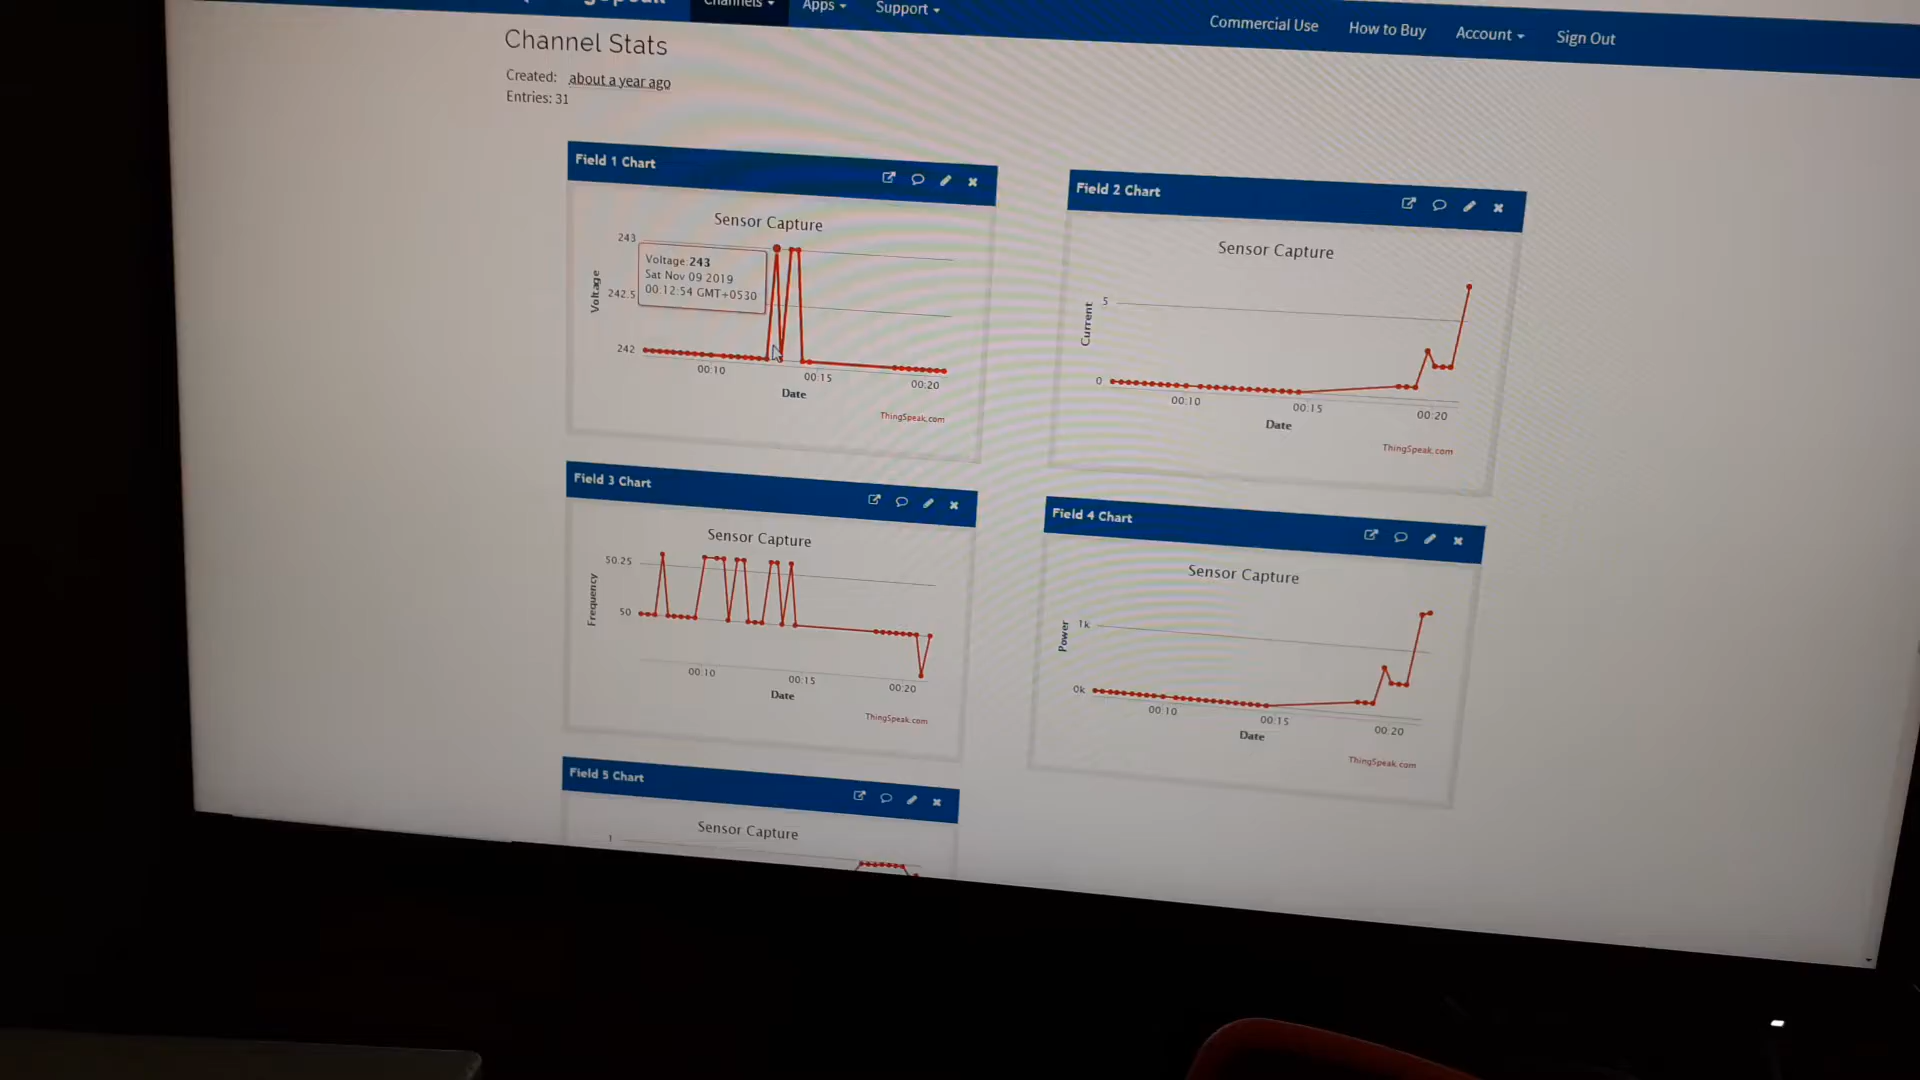 Channels Apps Support Commercial Use How to Buy Account Sign Out
Channel Stats
Created: about a year ago
Entries: 31
Field 1 Chart
Sensor Capture
243
242.5
242
Voltage
Voltage 243
Sat Nov 09 2019
00:12:54 GMT+0530
00:10 00:15 00:20
Date
ThingSpeak.com
Field 2 Chart
Sensor Capture
5
0
Current
00:10 00:15 00:20
Date
ThingSpeak.com
Field 3 Chart
Sensor Capture
50.25
50
Frequency
00:10 00:15 00:20
Date
ThingSpeak.com
Field 4 Chart
Sensor Capture
1k
0k
Power
00:10 00:15 00:20
Date
ThingSpeak.com
Field 5 Chart
Sensor Capture
1